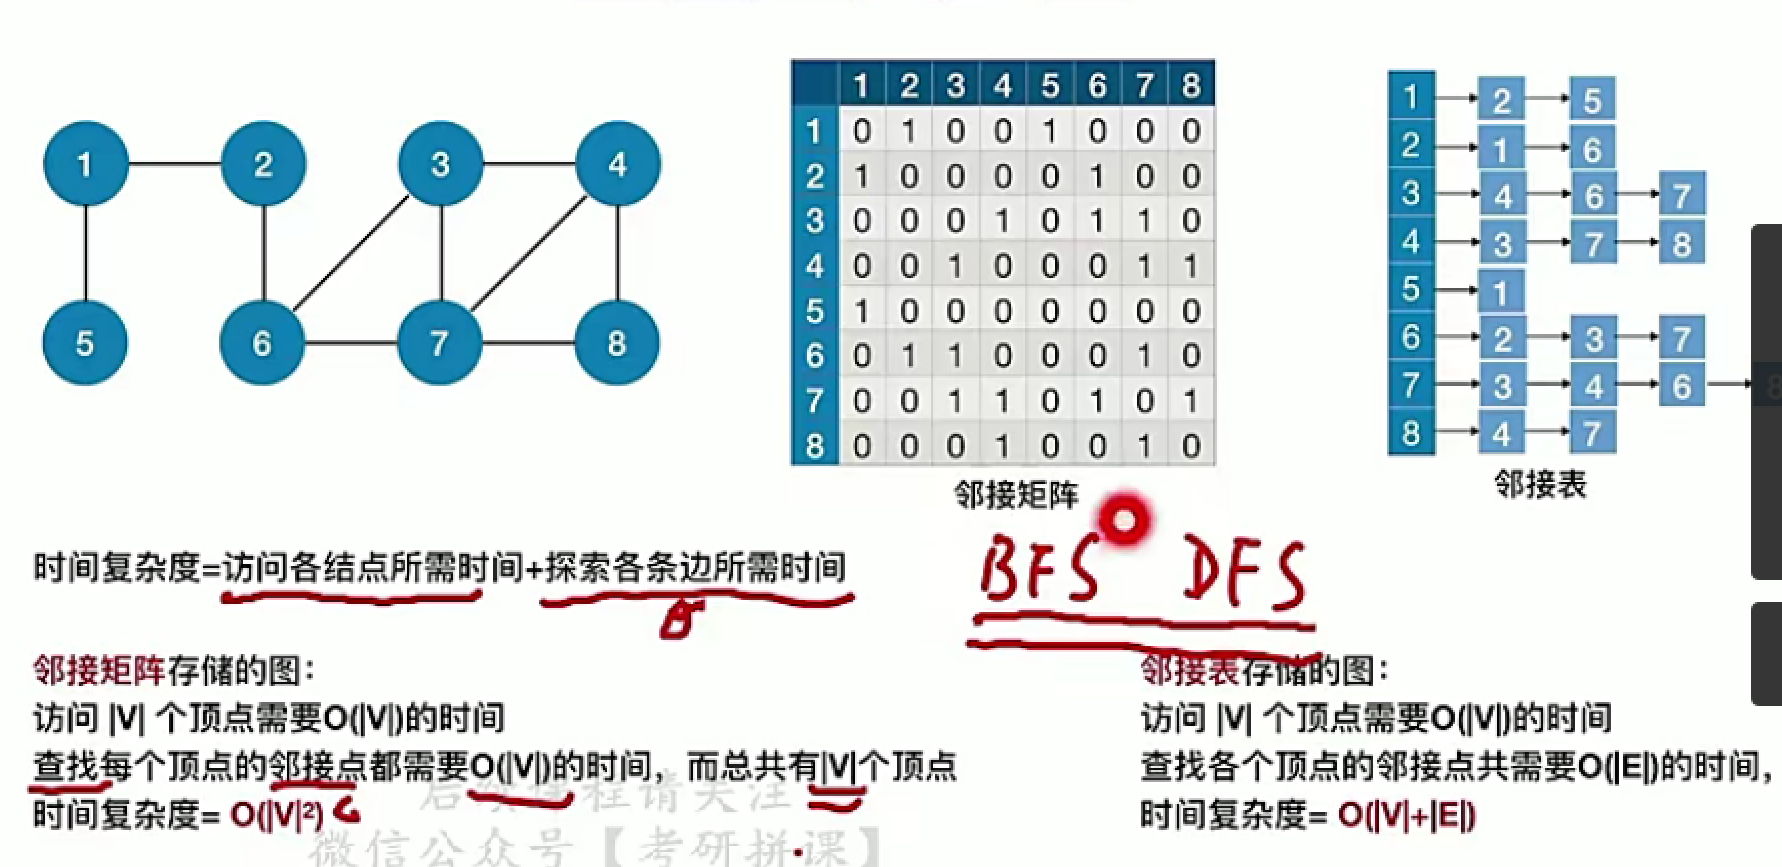 1 2 3 4
5 6 7 8
1 2 3 4 5 6 7 8
1 0 1 0 0 1 0 0 0
2 1 0 0 0 0 1 0 0
3 0 0 0 1 0 1 1 0
4 0 0 1 0 0 0 1 1
5 1 0 0 0 0 0 0 0
6 0 1 1 0 0 0 1 0
7 0 0 1 1 0 1 0 1
8 0 0 0 1 0 0 1 0
邻接矩阵
1 2 5
2 1 6
3 4 6 7
4 3 7 8
5 1
6 2 3 7
7 3 4 6 8
8 4 7
邻接表
时间复杂度=访问各结点所需时间+探索各条边所需时间
BFS DFS
邻接矩阵存储的图：
访问 |V| 个顶点需要O(|V|)的时间
查找每个顶点的邻接点都需要O(|V|)的时间，而总共有|V|个顶点
时间复杂度= O(|V|²)
邻接表存储的图：
访问 |V| 个顶点需要O(|V|)的时间
查找各个顶点的邻接点共需要O(|E|)的时间，
时间复杂度= O(|V|+|E|)
后续课程请关注
微信公众号【考研拼课】